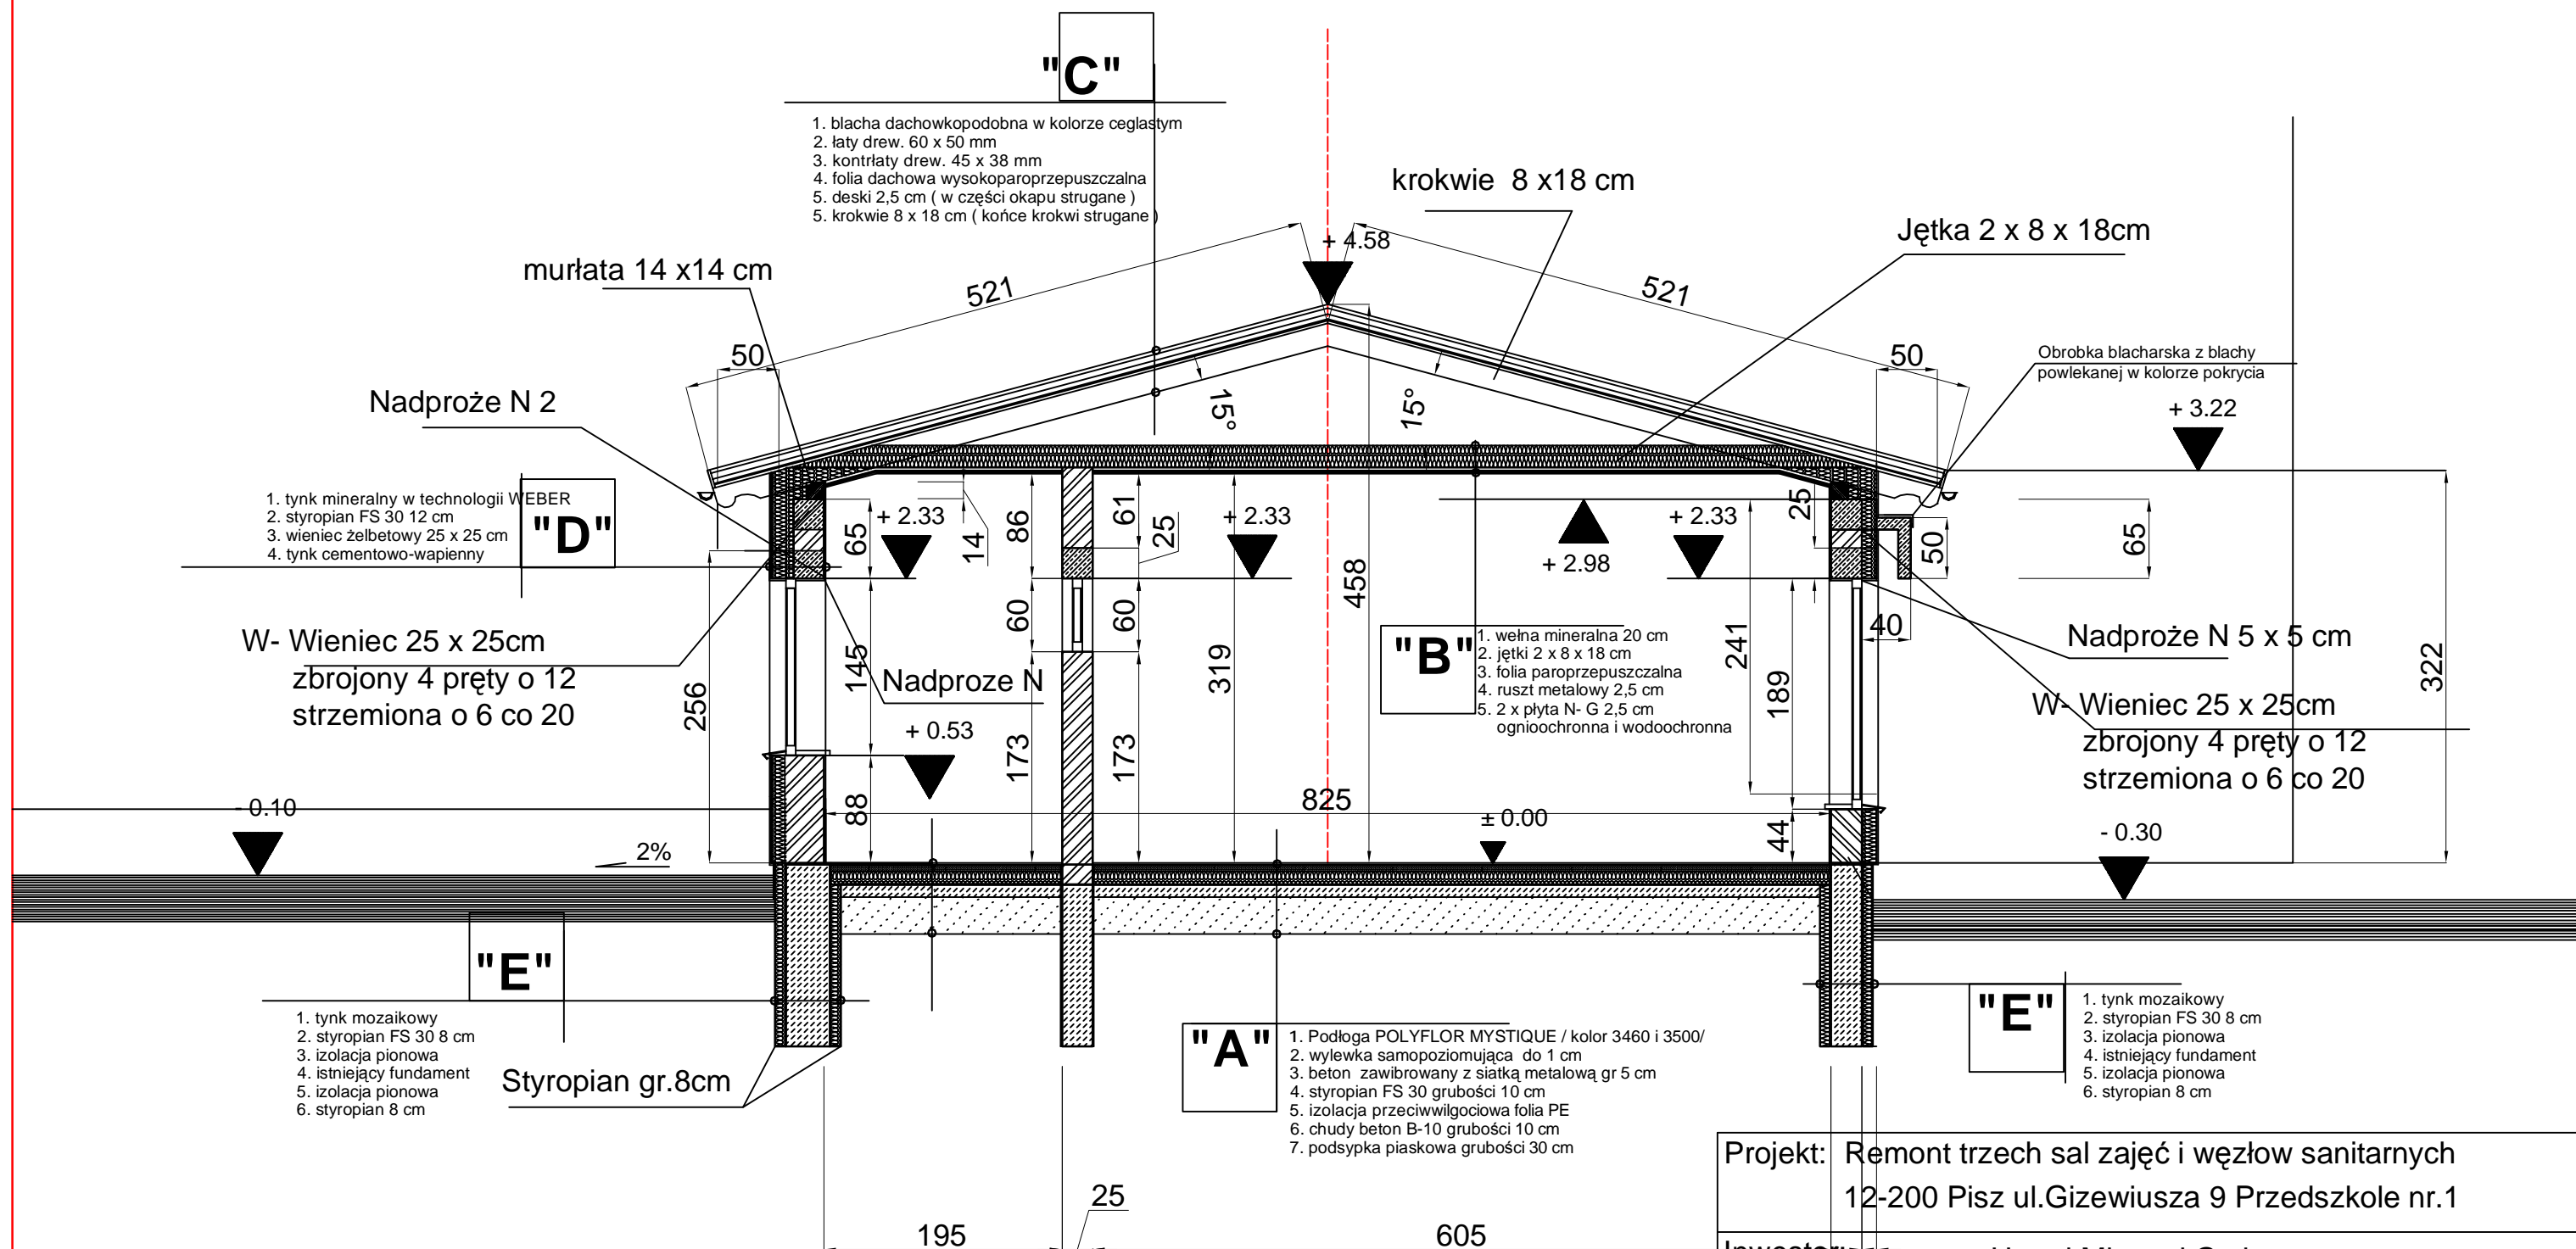 "C"
1. blacha dachowkopodobna w kolorze ceglastym
2. łaty drew. 60 x 50 mm
3. kontrłaty drew. 45 x 38 mm
4. folia dachowa wysokoparoprzepuszczalna
5. deski 2,5 cm ( w części okapu strugane )
5. krokwie 8 x 18 cm ( końce krokwi strugane )
krokwie 8 x18 cm
Jętka 2 x 8 x 18cm
+ 4.58
murłata 14 x14 cm
521
521
50
50
Obrobka blacharska z blachy
powlekanej w kolorze pokrycia
Nadproże N 2
15°
15°
+ 3.22
1. tynk mineralny w technologii WEBER
2. styropian FS 30 12 cm
3. wieniec żelbetowy 25 x 25 cm
4. tynk cementowo-wapienny
"D"
65
+ 2.33
14
86
61
25
+ 2.33
458
+ 2.98
+ 2.33
25
50
65
W- Wieniec 25 x 25cm
zbrojony 4 pręty o 12
strzemiona o 6 co 20
256
145
Nadproze N
60
60
319
"B"
1. wełna mineralna 20 cm
2. jętki 2 x 8 x 18 cm
3. folia paroprzepuszczalna
4. ruszt metalowy 2,5 cm
5. 2 x płyta N- G 2,5 cm
ognioochronna i wodoochronna
241
189
40
Nadproże N 5 x 5 cm
322
W- Wieniec 25 x 25cm
zbrojony 4 pręty o 12
strzemiona o 6 co 20
+ 0.53
173
173
88
825
± 0.00
44
- 0.10
- 0.30
2%
"E"
1. tynk mozaikowy
2. styropian FS 30 8 cm
3. izolacja pionowa
4. istniejący fundament
5. izolacja pionowa
6. styropian 8 cm
Styropian gr.8cm
"A"
1. Podłoga POLYFLOR MYSTIQUE / kolor 3460 i 3500/
2. wylewka samopoziomująca do 1 cm
3. beton zawibrowany z siatką metalową gr 5 cm
4. styropian FS 30 grubości 10 cm
5. izolacja przeciwwilgociowa folia PE
6. chudy beton B-10 grubości 10 cm
7. podsypka piaskowa grubości 30 cm
"E"
1. tynk mozaikowy
2. styropian FS 30 8 cm
3. izolacja pionowa
4. istniejący fundament
5. izolacja pionowa
6. styropian 8 cm
Projekt: Remont trzech sal zajęć i węzłow sanitarnych
12-200 Pisz ul.Gizewiusza 9 Przedszkole nr.1
25
195
605